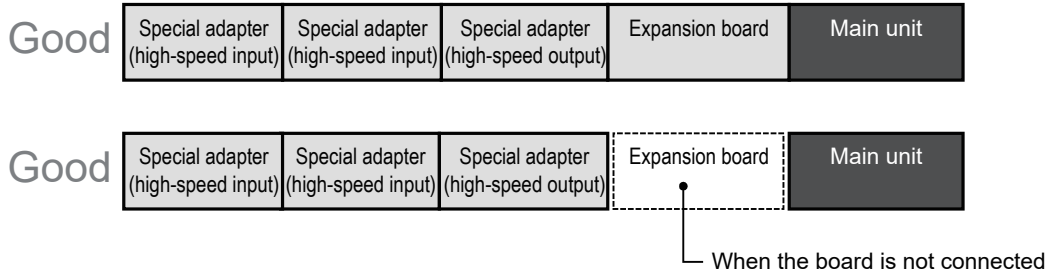 Good
Special adapter
(high-speed input)
Special adapter
(high-speed input)
Special adapter
(high-speed output)
Expansion board
Main unit
Good
Special adapter
(high-speed input)
Special adapter
(high-speed input)
Special adapter
(high-speed output)
Expansion board
Main unit
When the board is not connected